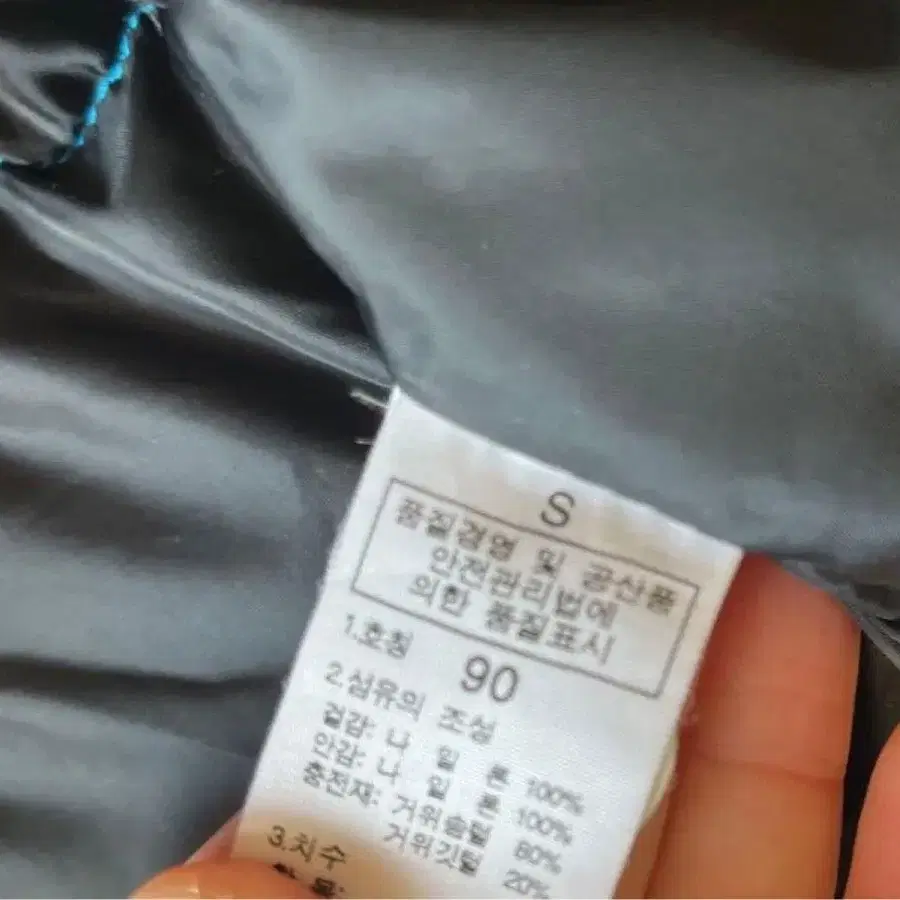 S
품질경영 및 공산품
안전관리법에
의한 품질표시
1.호칭 90
2.섬유의 조성
겉감: 나 일 론 100%
안감: 나 일 론 100%
충전재: 거위솜털 80%
거위깃털 20%
3.치수